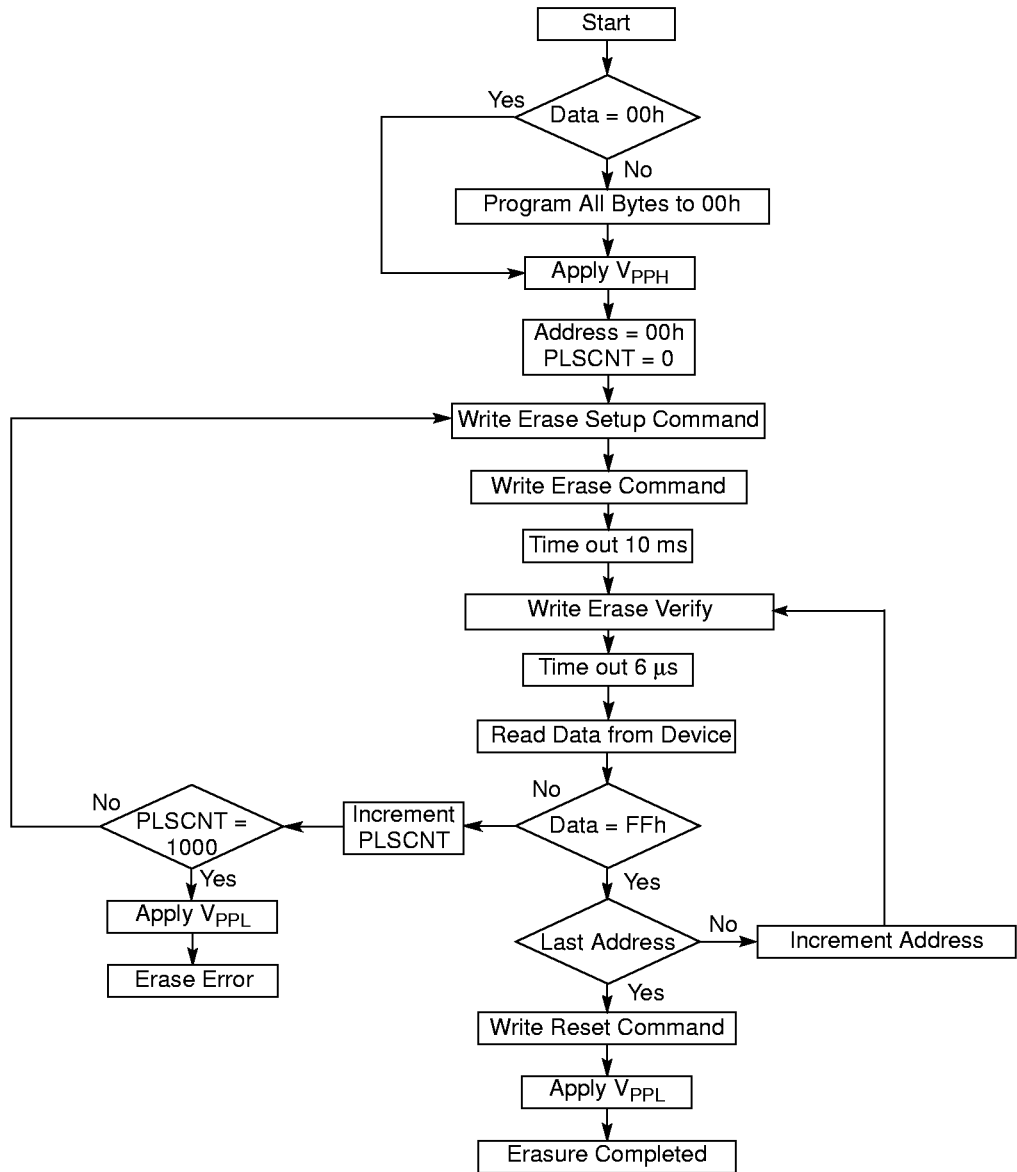 Start
Yes
Data = 00h
No
Program All Bytes to 00h
Apply VPPH
Address = 00h
PLSCNT = 0
Write Erase Setup Command
Write Erase Command
Time out 10 ms
Write Erase Verify
Time out 6 μs
Read Data from Device
No
Data = FFh
Increment
PLSCNT
No
PLSCNT =
1000
Yes
Apply VPPL
Erase Error
Yes
Last Address
No
Increment Address
Yes
Write Reset Command
Apply VPPL
Erasure Completed